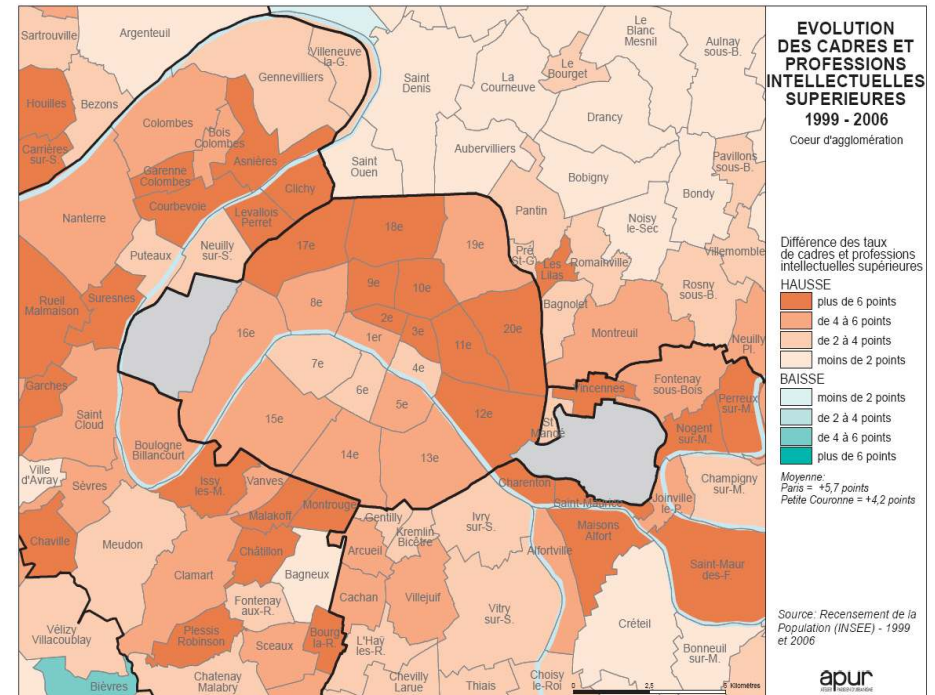 EVOLUTION
DES CADRES ET
PROFESSIONS
INTELLECTUELLES
SUPERIEURES
1999 - 2006
Coeur d'agglomération
Différence des taux
de cadres et professions
intellectuelles supérieures
HAUSSE
plus de 6 points
de 4 à 6 points
de 2 à 4 points
moins de 2 points
BAISSE
moins de 2 points
de 2 à 4 points
de 4 à 6 points
plus de 6 points
Moyenne:
Paris = +5,7 points
Petite Couronne = +4,2 points
Source: Recensement de la
Population (INSEE) - 1999
et 2006
apur
Sartrouville
Argenteuil
Villeneuve
la-G.
Le
Blanc
Mesnil
Aulnay
sous-B.
Houilles
Bezons
Gennevilliers
Saint
Denis
La
Courneuve
Le
Bourget
Drancy
Carrières
sur-S.
Colombes
Bois
Colombes
Asnières
Saint
Ouen
Aubervilliers
Bobigny
Pavillons
sous-B.
Garenne
Colombes
Clichy
Bondy
Nanterre
Courbevoie
Levallois
Perret
Pantin
Noisy
le-Sec
Puteaux
Neuilly
sur-S.
17e
18e
19e
Pré
St-G.
Les
Lilas
Romainville
Villemomble
Rueil
Malmaison
Suresnes
8e
9e
10e
2e
1er
3e
11e
20e
Bagnolet
Rosny
sous-B.
Montreuil
Neuilly
Pl.
16e
7e
4e
6e
5e
Garches
Saint
Cloud
15e
12e
St
Mandé
Vincennes
Fontenay
sous-Bois
Perreux
sur-M.
Nogent
sur-M.
Boulogne
Billancourt
14e
13e
Ville
d'Avray
Sèvres
Issy
les-M.
Vanves
Malakoff
Montrouge
Charenton
Saint-Maurice
Joinville
le-P.
Champigny
sur-M.
Chaville
Meudon
Châtillon
Gentilly
Kremlin
Bicêtre
Ivry
sur-S.
Arcueil
Alfortville
Maisons
Alfort
Saint-Maur
des-F.
Clamart
Bagneux
Fontenay
aux-R.
Cachan
Villejuif
Vitry
sur-S.
Créteil
Vélizy
Villacoublay
Plessis
Robinson
Sceaux
Bourg
la-R.
L'Haÿ
les-R.
Bonneuil
sur-M.
Bièvres
Chatenay
Malabry
Chevilly
Larue
Thiais
Choisy
le-Roi
0 2,5 5 Kilomètres